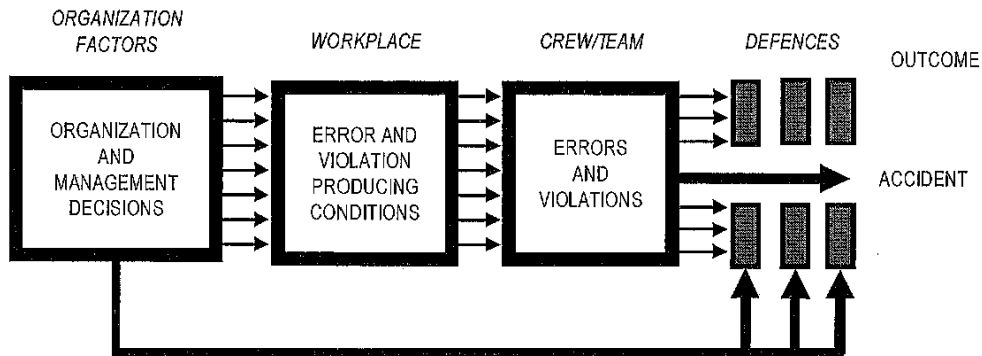 ORGANIZATION
FACTORS
WORKPLACE
CREW/TEAM
DEFENCES
OUTCOME
ORGANIZATION
AND
MANAGEMENT
DECISIONS
ERROR AND
VIOLATION
PRODUCING
CONDITIONS
ERRORS
AND
VIOLATIONS
ACCIDENT